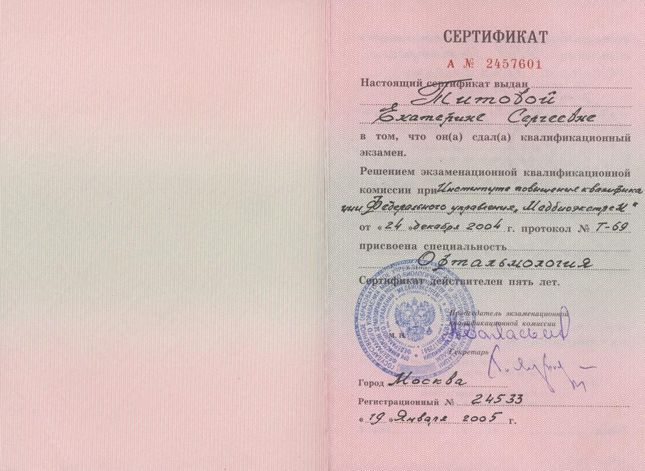 СЕРТИФИКАТ
А № 2457601
Настоящий сертификат выдан
Титовой
Екатерине Сергеевне
в том, что он(а) сдал(а) квалификационный
экзамен.
Решением экзаменационной квалификационной
комиссии при Институте повышения квалифика
ции Федерального управления „Медбиоэкстрем"
от «24» декабря 2004 г. протокол № Т-69
присвоена специальность
Офтальмология
Сертификат действителен пять лет.
Председатель экзаменационной
квалификационной комиссии
М. П.
Секретарь
Город Москва
Регистрационный № 24533
«19» Января 2005 г.